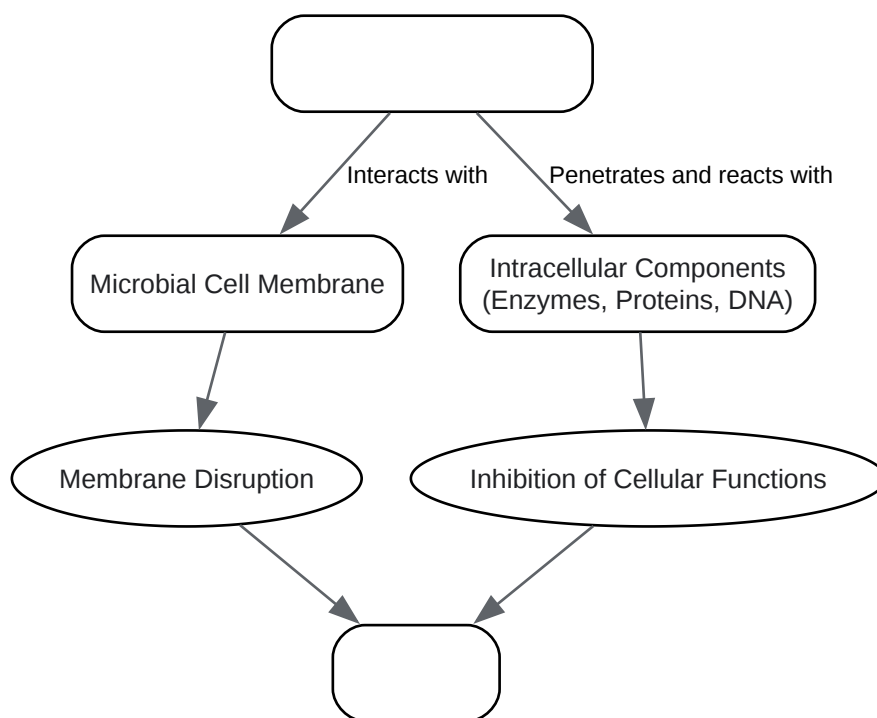 Interacts with
Penetrates and reacts with
Microbial Cell Membrane
Intracellular Components
(Enzymes, Proteins, DNA)
Membrane Disruption
Inhibition of Cellular Functions